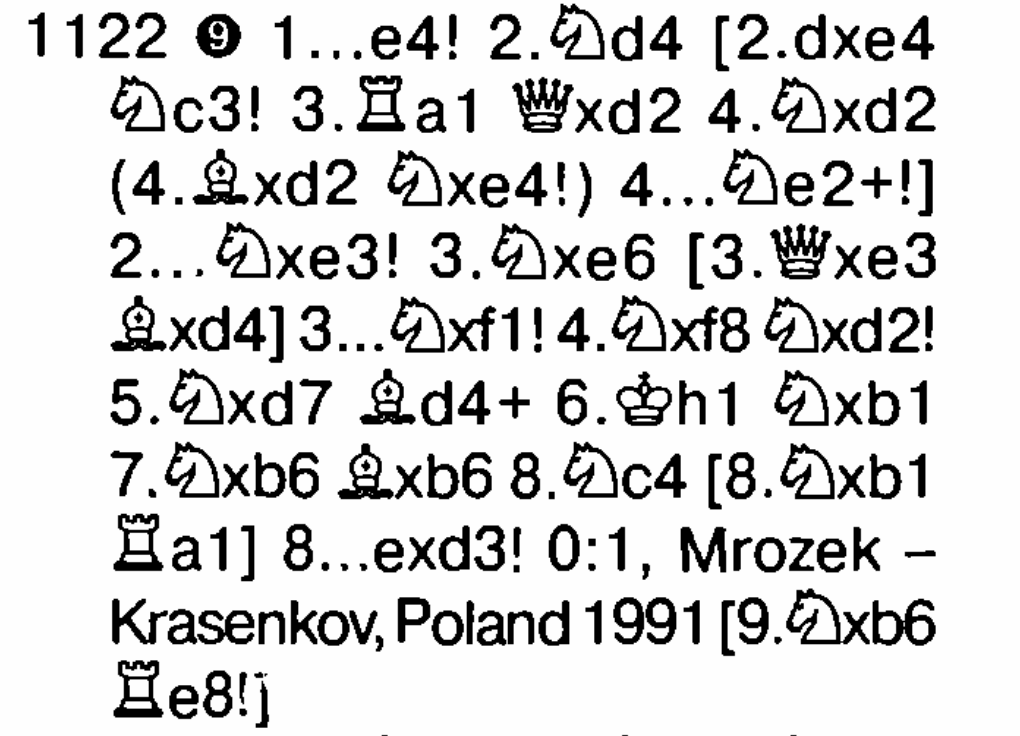 1122 ❾ 1...e4! 2.♘d4 [2.dxe4
♘c3! 3.♖a1 ♕xd2 4.♘xd2
(4.♗xd2 ♘xe4!) 4...♘e2+!]
2...♘xe3! 3.♘xe6 [3.♕xe3
♗xd4] 3...♘xf1! 4.♘xf8 ♘xd2!
5.♘xd7 ♗d4+ 6.♔h1 ♘xb1
7.♘xb6 ♗xb6 8.♘c4 [8.♘xb1
♖a1] 8...exd3! 0:1, Mrozek –
Krasenkov, Poland 1991 [9.♘xb6
♖e8!]